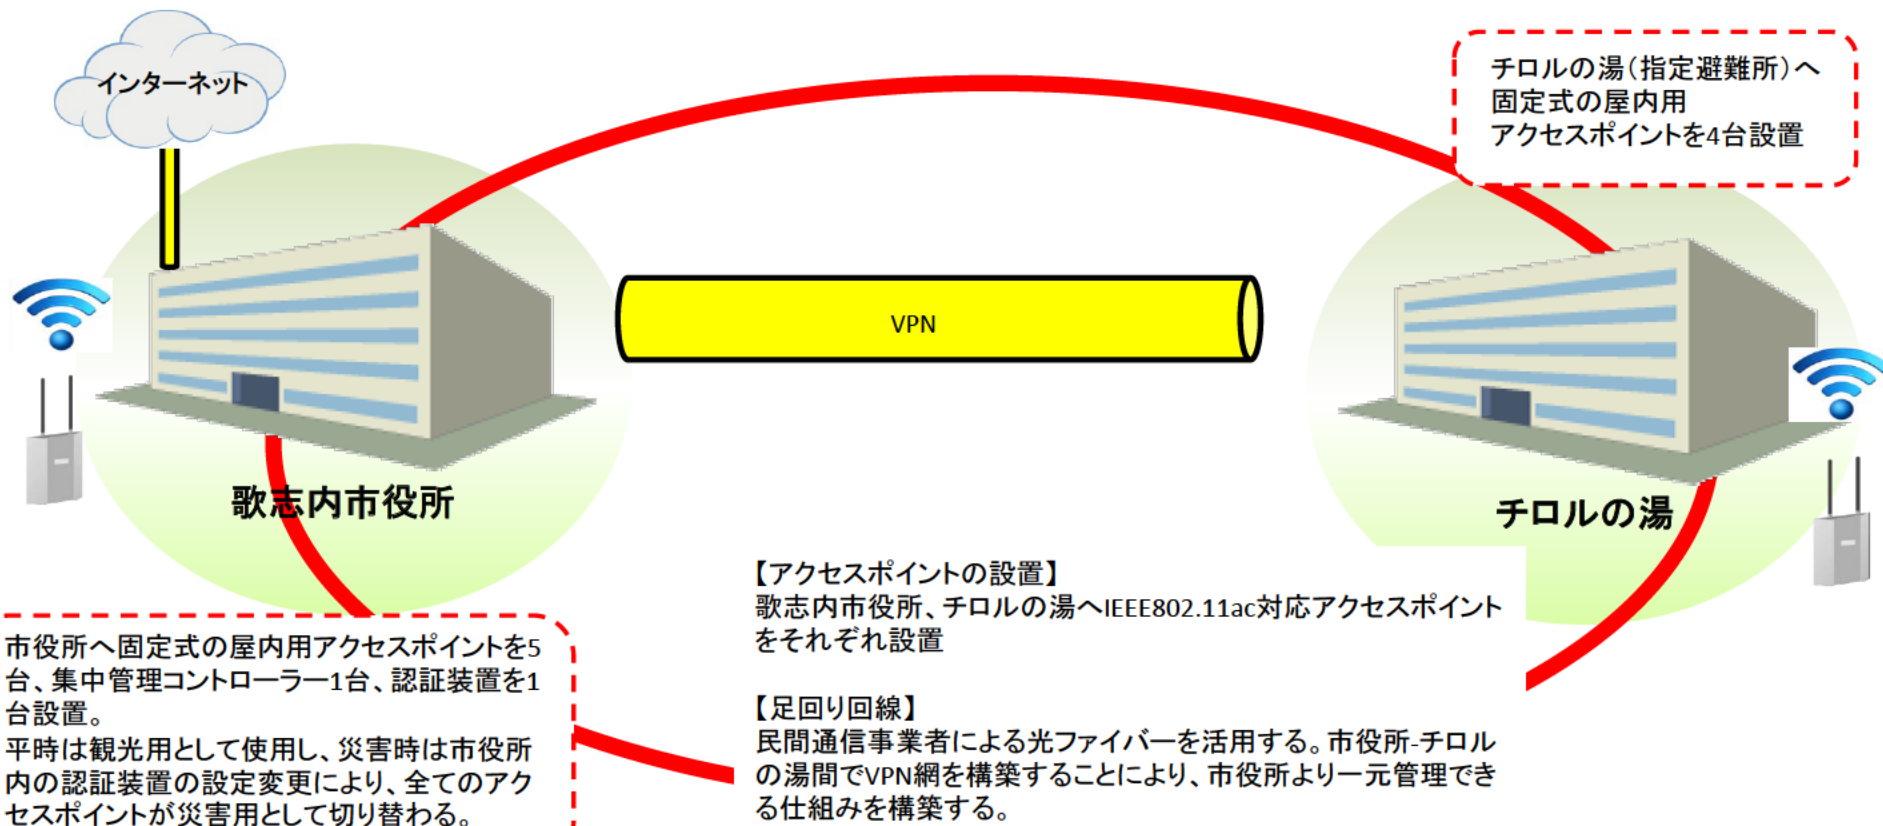 インターネット
チロルの湯(指定避難所)へ
固定式の屋内用
アクセスポイントを4台設置
VPN
歌志内市役所
チロルの湯
市役所へ固定式の屋内用アクセスポイントを5
台、集中管理コントローラー1台、認証装置を1
台設置。
平時は観光用として使用し、災害時は市役所
内の認証装置の設定変更により、全てのアク
セスポイントが災害用として切り替わる。
【アクセスポイントの設置】
歌志内市役所、チロルの湯へIEEE802.11ac対応アクセスポイント
をそれぞれ設置
【足回り回線】
民間通信事業者による光ファイバーを活用する。市役所-チロル
の湯間でVPN網を構築することにより、市役所より一元管理でき
る仕組みを構築する。